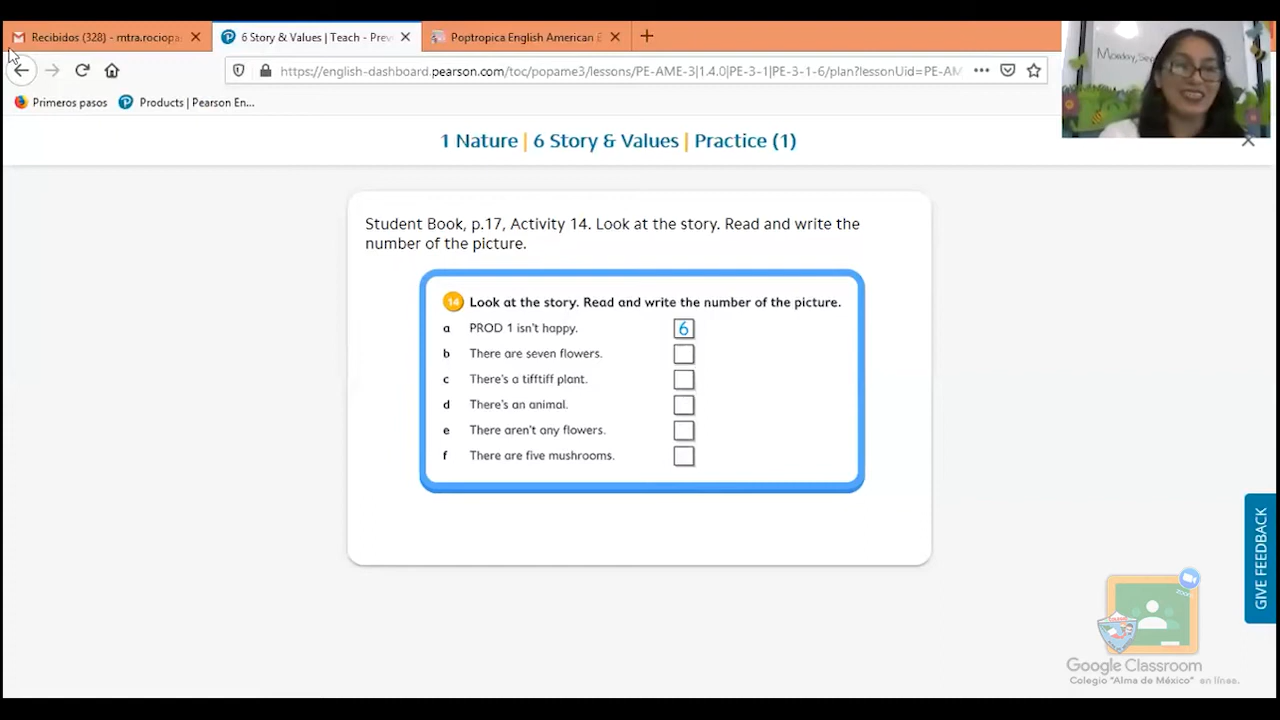 Recibidos (328) - mtra.rociopa
6 Story & Values | Teach - Prev
Poptropica English American E
https://english-dashboard.pearson.com/toc/popame3/lessons/PE-AME-3|1.4.0|PE-3-1|PE-3-1-6/plan?lessonUid=PE-AM
Primeros pasos
Products | Pearson En...
Monday, Sep
1 Nature | 6 Story & Values | Practice (1)
Student Book, p.17, Activity 14. Look at the story. Read and write the
number of the picture.
14 Look at the story. Read and write the number of the picture.
a PROD 1 isn't happy. 6
b There are seven flowers.
c There's a tifftiff plant.
d There's an animal.
e There aren't any flowers.
f There are five mushrooms.
GIVE FEEDBACK
zoom
Google Classroom
Colegio "Alma de México" en línea.